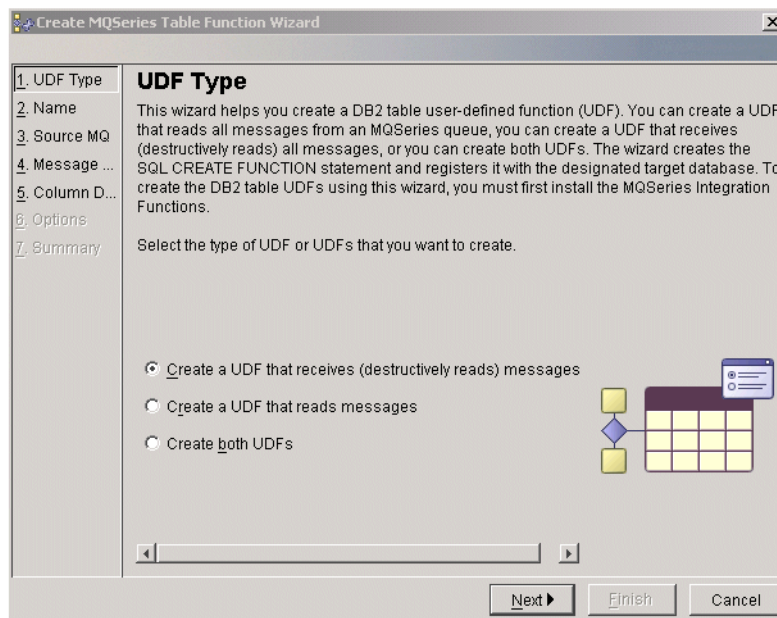 Create MQSeries Table Function Wizard
1. UDF Type
2. Name
3. Source MQ
4. Message ...
5. Column D...
6. Options
7. Summary
UDF Type
This wizard helps you create a DB2 table user-defined function (UDF). You can create a UDF
that reads all messages from an MQSeries queue, you can create a UDF that receives
(destructively reads) all messages, or you can create both UDFs. The wizard creates the
SQL CREATE FUNCTION statement and registers it with the designated target database. To
create the DB2 table UDFs using this wizard, you must first install the MQSeries Integration
Functions.
Select the type of UDF or UDFs that you want to create.
Create a UDF that receives (destructively reads) messages
Create a UDF that reads messages
Create both UDFs
Next
Finish
Cancel